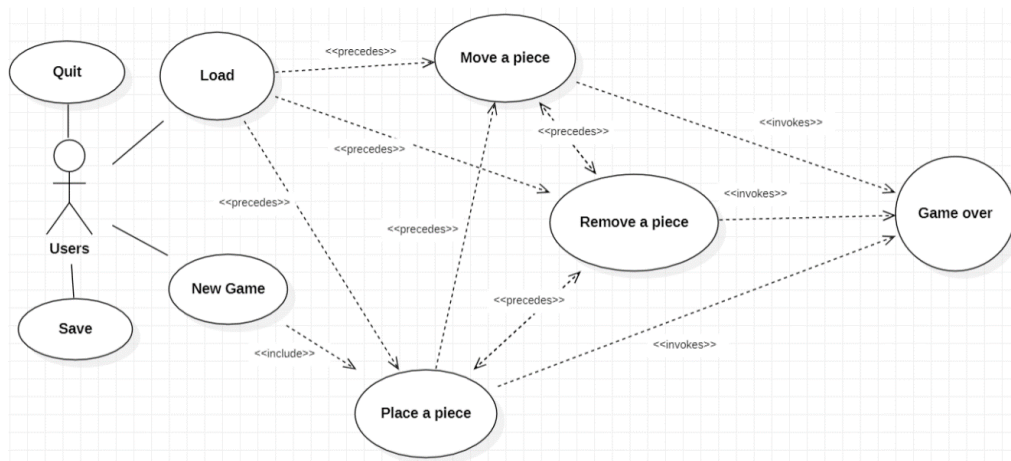 <<precedes>>
Move a piece
Quit
Load
<<invokes>>
<<precedes>>
<<precedes>>
<<invokes>>
<<precedes>>
Game over
Remove a piece
<<precedes>>
Users
New Game
<<precedes>>
Save
<<include>>
<<invokes>>
Place a piece